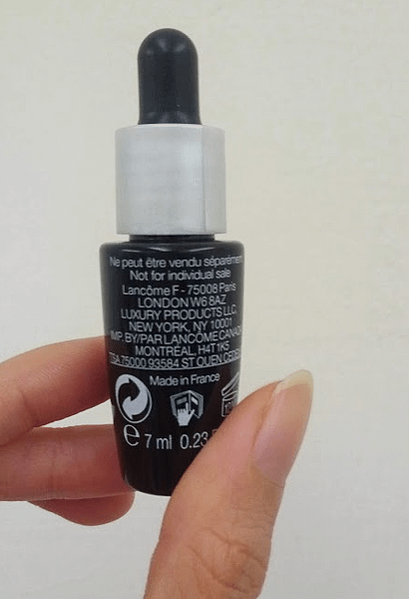 Ne peut être vendu séparément
Not for individual sale
Lancôme F - 75008 Paris
LONDON W6 8AZ
LUXURY PRODUCTS LLC,
NEW YORK, NY 10001
IMP. BY/PAR LANCÔME CANADA
MONTRÉAL, H4T 1K5
TSA 75000 93584 ST OUEN CEDEX
Made in France
e 7 ml 0.23